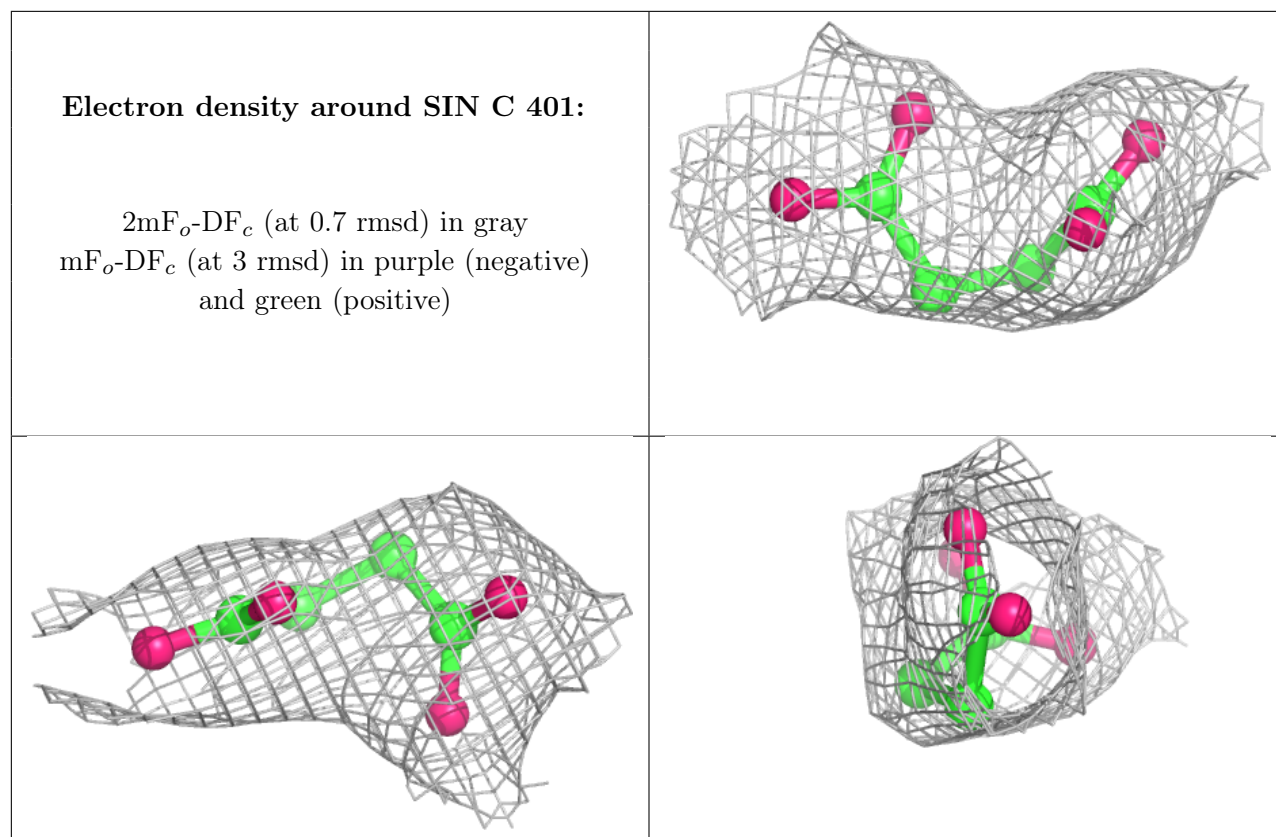 Electron density around SIN C 401:
2mFₒ-DF𝒸 (at 0.7 rmsd) in gray
mFₒ-DF𝒸 (at 3 rmsd) in purple (negative)
and green (positive)